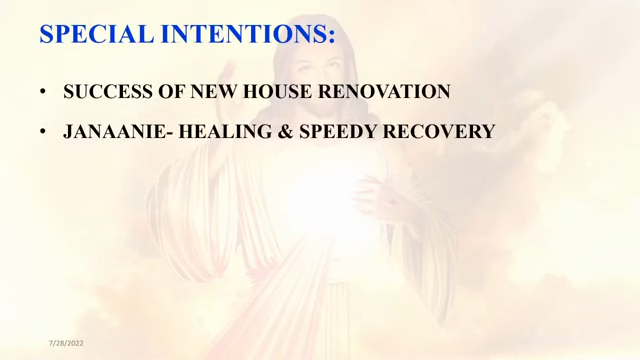 SPECIAL INTENTIONS:
• SUCCESS OF NEW HOUSE RENOVATION
• JANAANIE- HEALING & SPEEDY RECOVERY
7/28/2022